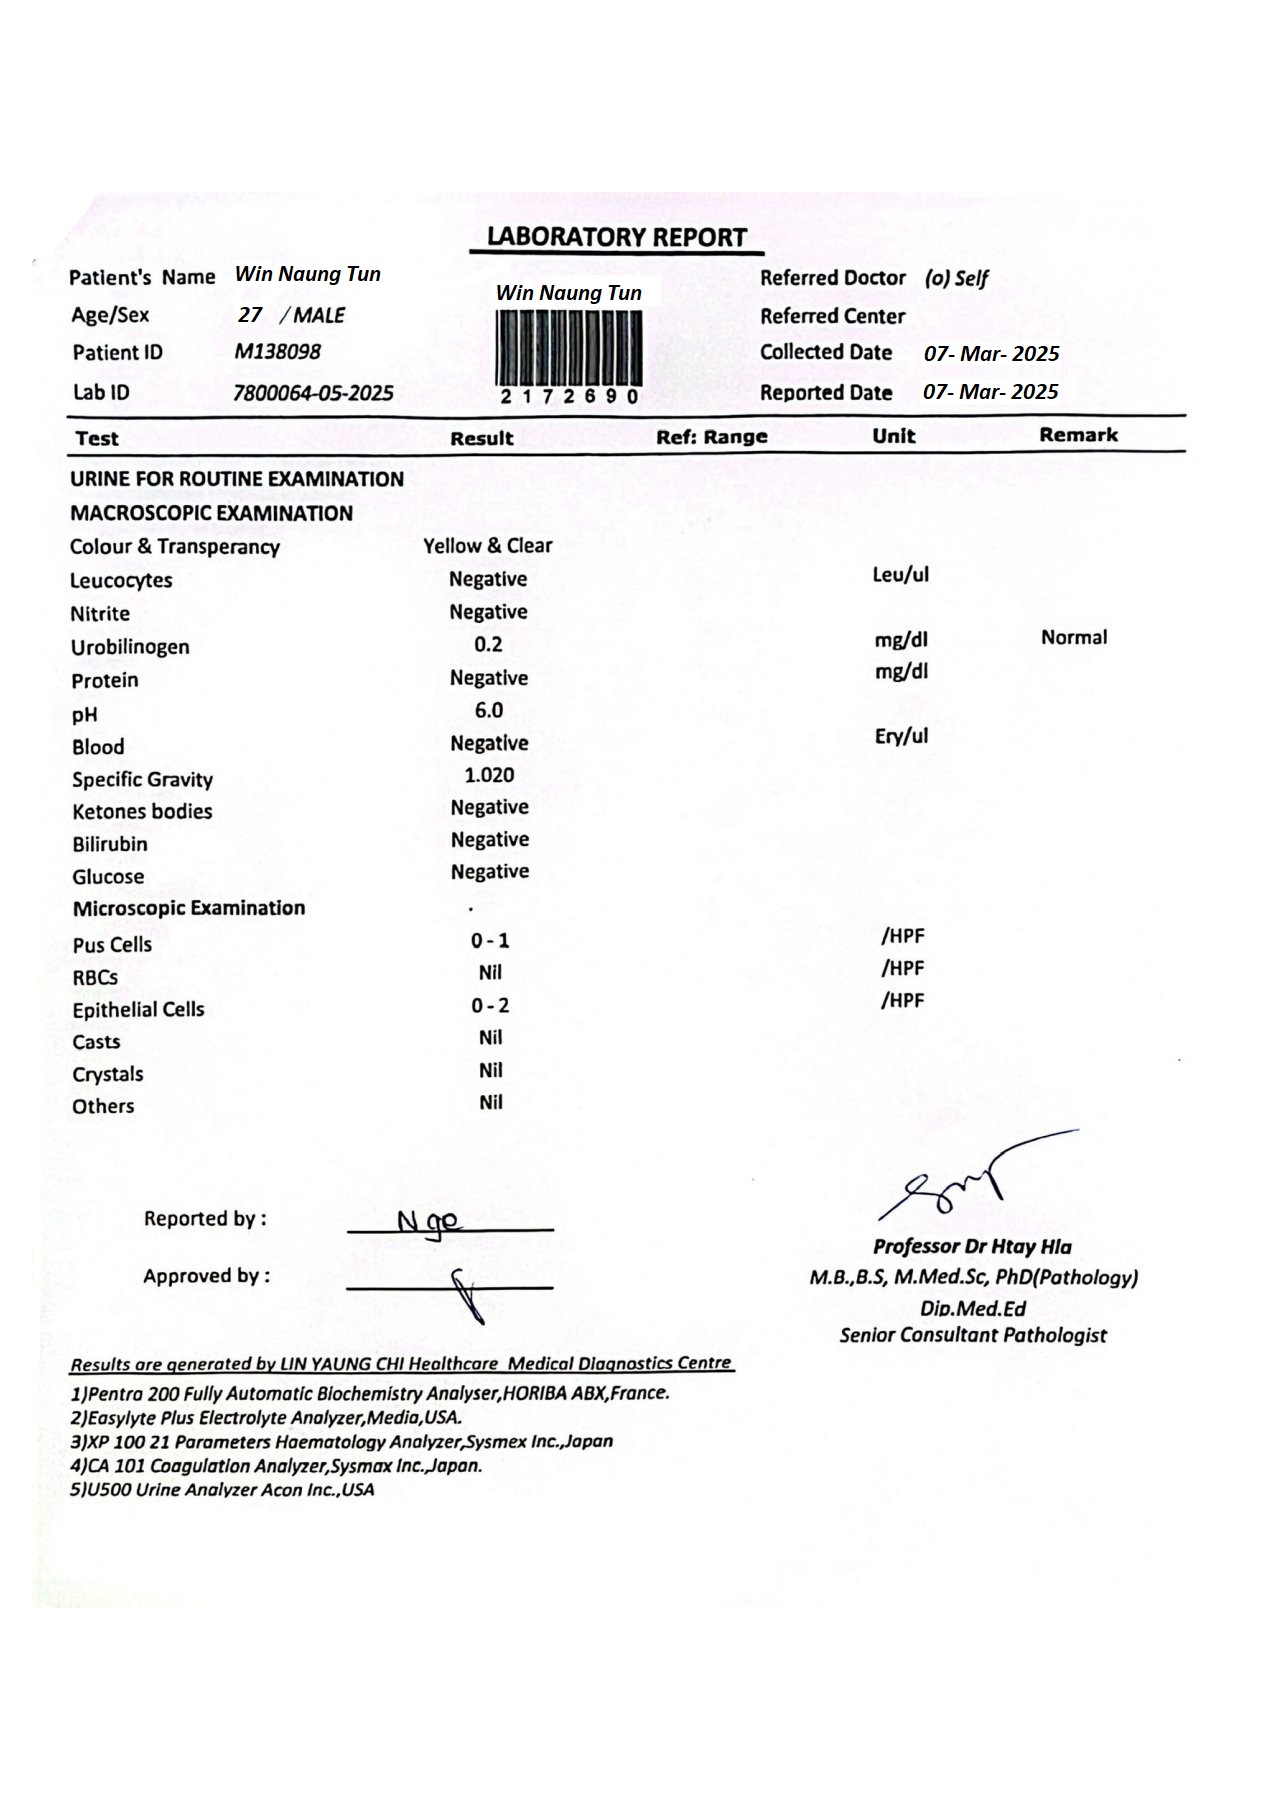 LABORATORY REPORT
Patient's Name Win Naung Tun
Age/Sex 27 / MALE
Patient ID M138098
Lab ID 7800064-05-2025
Win Naung Tun
2172690
Referred Doctor (o) Self
Referred Center
Collected Date 07- Mar- 2025
Reported Date 07- Mar- 2025
Test Result Ref: Range Unit Remark
URINE FOR ROUTINE EXAMINATION
MACROSCOPIC EXAMINATION
Colour & Transperancy Yellow & Clear
Leucocytes Negative Leu/ul
Nitrite Negative
Urobilinogen 0.2 mg/dl Normal
Protein Negative mg/dl
pH 6.0
Blood Negative Ery/ul
Specific Gravity 1.020
Ketones bodies Negative
Bilirubin Negative
Glucose Negative
Microscopic Examination
Pus Cells 0 - 1 /HPF
RBCs Nil /HPF
Epithelial Cells 0 - 2 /HPF
Casts Nil
Crystals Nil
Others Nil
Reported by : Nge
Approved by :
Professor Dr Htay Hla
M.B.,B.S, M.Med.Sc, PhD(Pathology)
Dip.Med.Ed
Senior Consultant Pathologist
Results are generated by LIN YAUNG CHI Healthcare Medical Diagnostics Centre
1)Pentra 200 Fully Automatic Biochemistry Analyser,HORIBA ABX,France.
2)Easylyte Plus Electrolyte Analyzer,Media,USA.
3)XP 100 21 Parameters Haematology Analyzer,Sysmex Inc.,Japan
4)CA 101 Coagulation Analyzer,Sysmax Inc.,Japan.
5)U500 Urine Analyzer Acon Inc.,USA